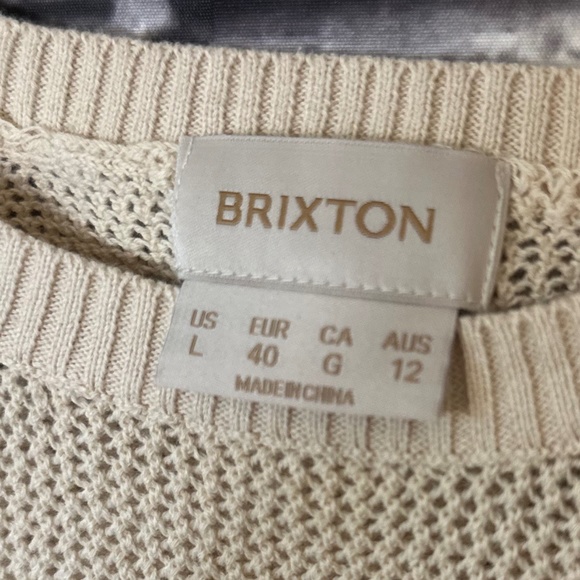 BRIXTON
US EUR CA AUS
L 40 G 12
MADE IN CHINA